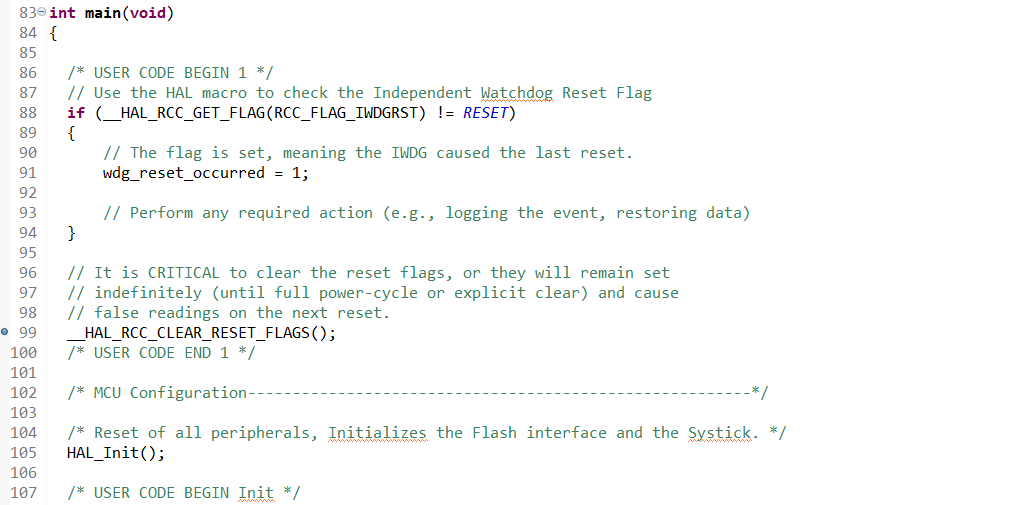 83 int main(void)
84 {
85
86 /* USER CODE BEGIN 1 */
87 // Use the HAL macro to check the Independent Watchdog Reset Flag
88 if (__HAL_RCC_GET_FLAG(RCC_FLAG_IWDGRST) != RESET)
89 {
90 // The flag is set, meaning the IWDG caused the last reset.
91 wdg_reset_occurred = 1;
92
93 // Perform any required action (e.g., logging the event, restoring data)
94 }
95
96 // It is CRITICAL to clear the reset flags, or they will remain set
97 // indefinitely (until full power-cycle or explicit clear) and cause
98 // false readings on the next reset.
99 __HAL_RCC_CLEAR_RESET_FLAGS();
100 /* USER CODE END 1 */
101
102 /* MCU Configuration--------------------------------------------------------*/
103
104 /* Reset of all peripherals, Initializes the Flash interface and the Systick. */
105 HAL_Init();
106
107 /* USER CODE BEGIN Init */